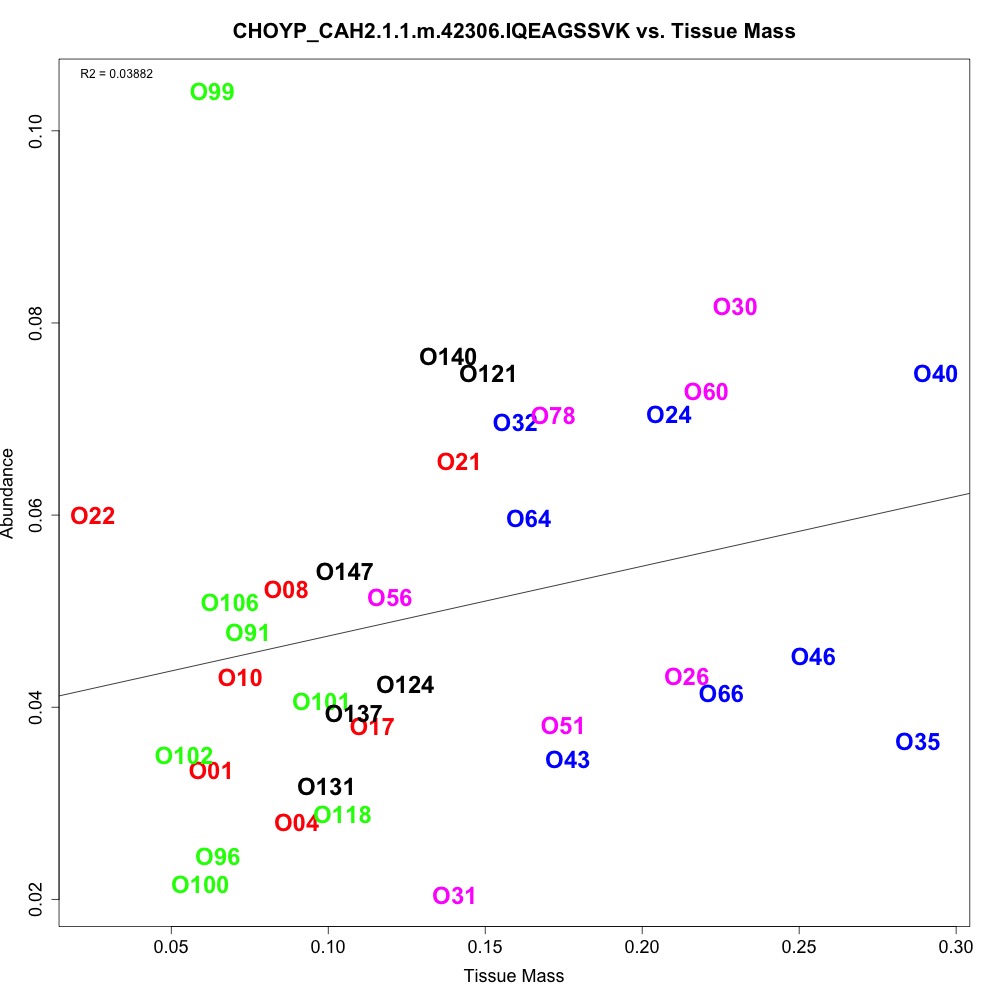 CHOYP_CAH2.1.1.m.42306.IQEAGSSVK vs. Tissue Mass
R2 = 0.03882
O99
O30
O140
O121
O40
O60
O24
O78
O32
O21
O22
O64
O147
O08
O56
O106
O91
O46
O10
O26
O124
O66
O101
O137
O17
O51
O35
O102
O43
O01
O131
O118
O04
O96
O100
O31
0.10
0.08
0.06
0.04
0.02
Abundance
0.05 0.10 0.15 0.20 0.25 0.30
Tissue Mass